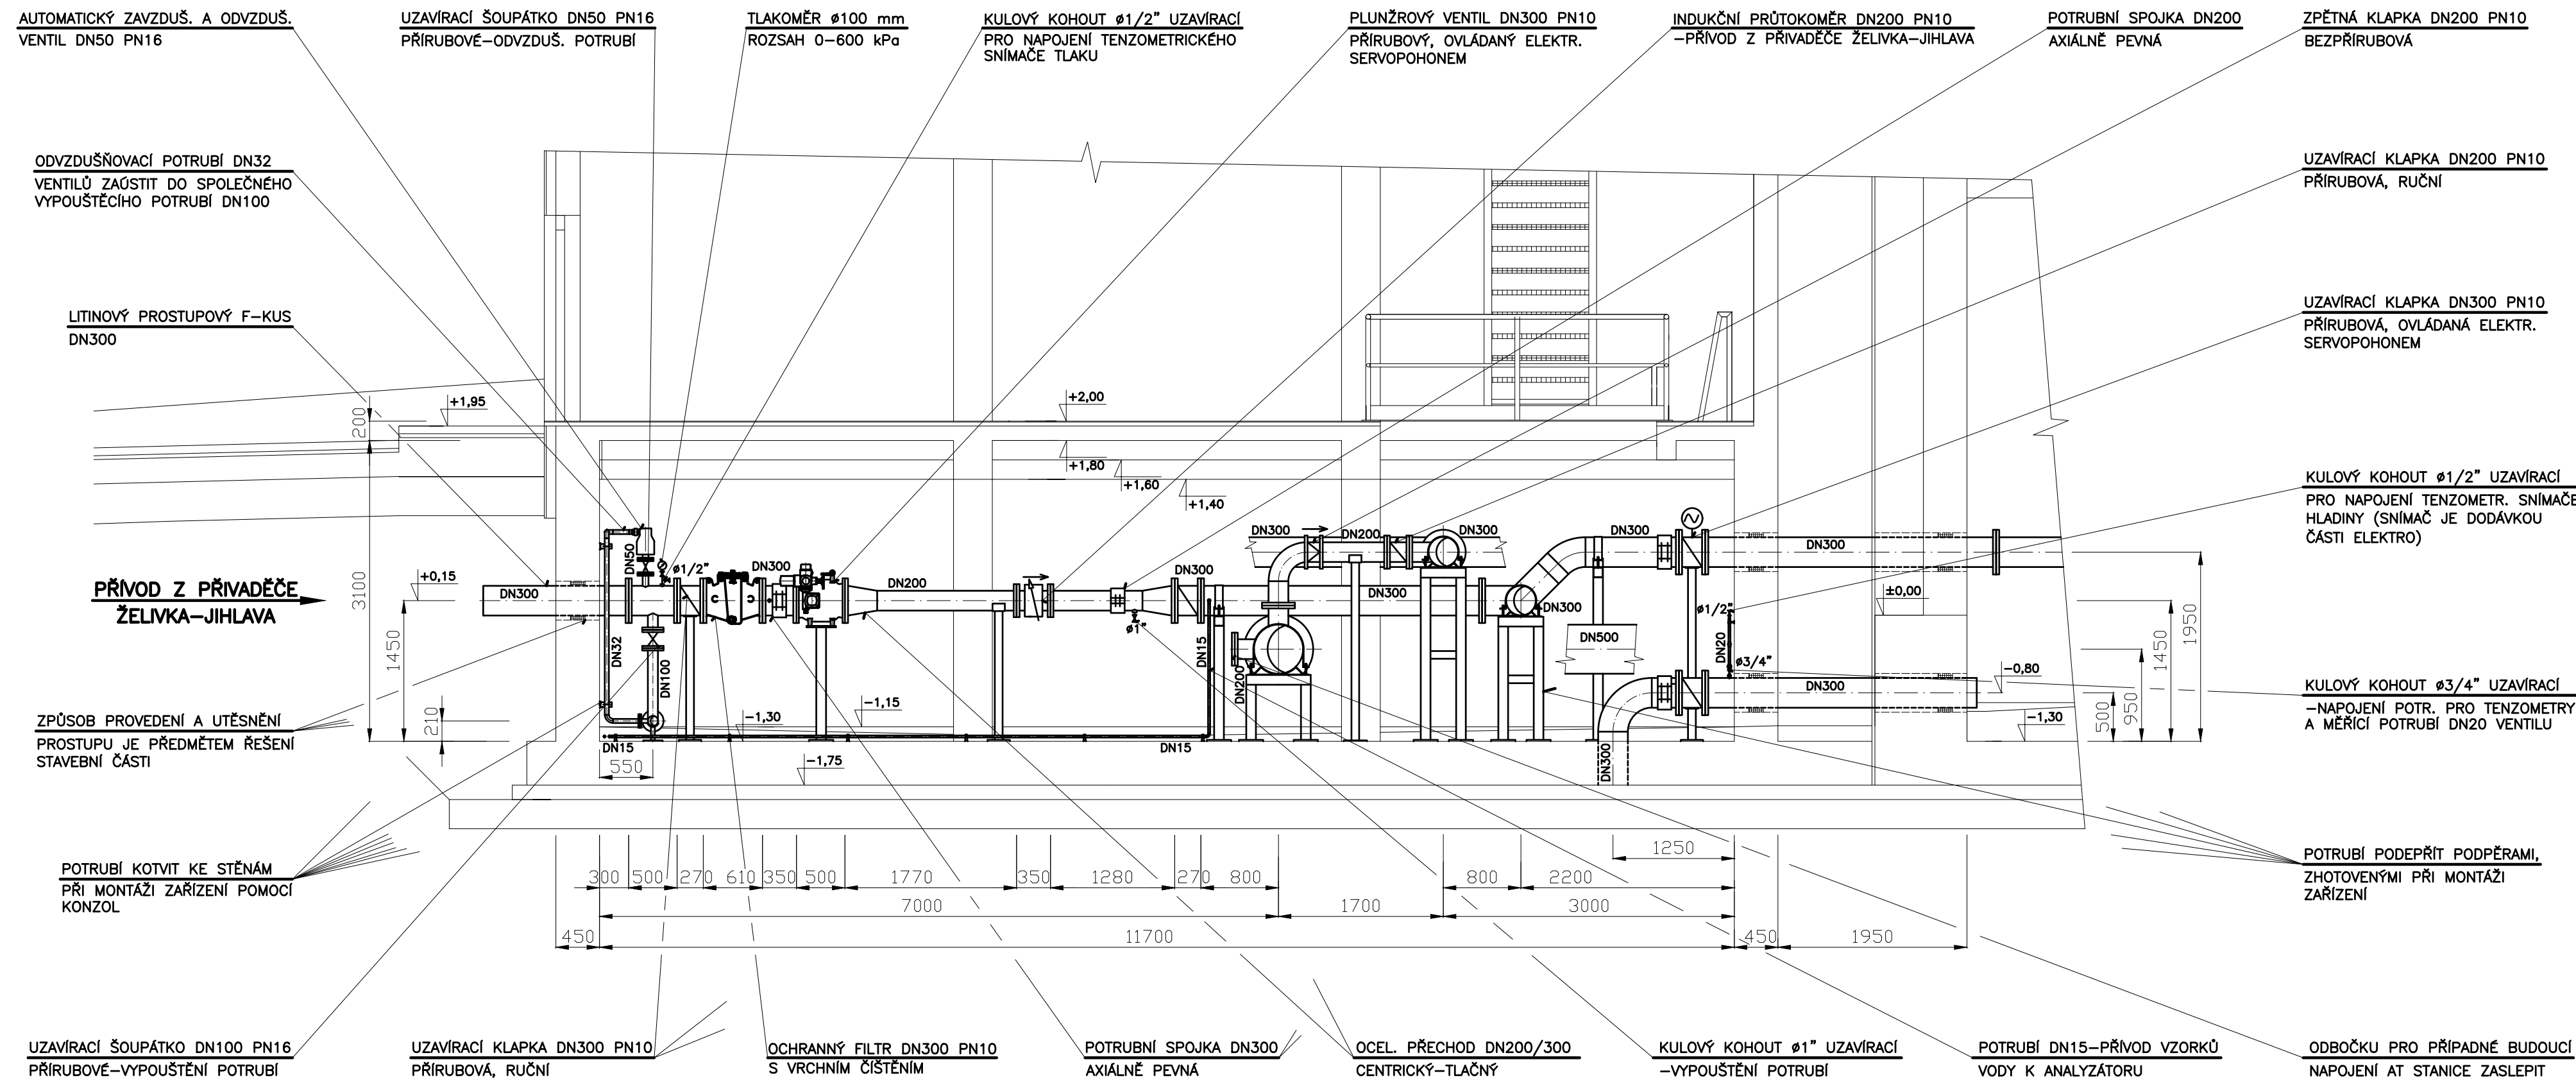 AUTOMATICKÝ ZAVZDUŠ. A ODVZDUŠ.
VENTIL DN50 PN16
UZAVÍRACÍ ŠOUPÁTKO DN50 PN16
PŘÍRUBOVÉ–ODVZDUŠ. POTRUBÍ
TLAKOMĚR ø100 mm
ROZSAH 0–600 kPa
KULOVÝ KOHOUT ø1/2" UZAVÍRACÍ
PRO NAPOJENÍ TENZOMETRICKÉHO
SNÍMAČE TLAKU
PLUNŽROVÝ VENTIL DN300 PN10
PŘÍRUBOVÝ, OVLÁDANÝ ELEKTR.
SERVOPOHONEM
INDUKČNÍ PRŮTOKOMĚR DN200 PN10
–PŘÍVOD Z PŘIVADĚČE ŽELIVKA–JIHLAVA
POTRUBNÍ SPOJKA DN200
AXIÁLNĚ PEVNÁ
ZPĚTNÁ KLAPKA DN200 PN10
BEZPŘÍRUBOVÁ
ODVZDUŠŇOVACÍ POTRUBÍ DN32
VENTILŮ ZAÚSTIT DO SPOLEČNÉHO
VYPOUŠTĚCÍHO POTRUBÍ DN100
UZAVÍRACÍ KLAPKA DN200 PN10
PŘÍRUBOVÁ, RUČNÍ
LITINOVÝ PROSTUPOVÝ F–KUS
DN300
UZAVÍRACÍ KLAPKA DN300 PN10
PŘÍRUBOVÁ, OVLÁDANÁ ELEKTR.
SERVOPOHONEM
200
+1,95
+2,00
+1,80
+1,60
+1,40
KULOVÝ KOHOUT ø1/2" UZAVÍRACÍ
PRO NAPOJENÍ TENZOMETR. SNÍMAČE
HLADINY (SNÍMAČ JE DODÁVKOU
ČÁSTI ELEKTRO)
DN50
DN300
DN200
DN300
DN300
DN300
PŘÍVOD Z PŘIVADĚČE
ŽELIVKA–JIHLAVA
3100
+0,15
DN300
ø1/2"
DN300
DN200
DN300
DN300
DN300
ø1"
ø1/2"
±0,00
1450
DN32
DN100
DN15
DN200
DN500
DN20
ø3/4"
DN300
–0,80
1450
1950
950
500
KULOVÝ KOHOUT ø3/4" UZAVÍRACÍ
–NAPOJENÍ POTR. PRO TENZOMETRY
A MĚŘÍCÍ POTRUBÍ DN20 VENTILU
ZPŮSOB PROVEDENÍ A UTĚSNĚNÍ
PROSTUPU JE PŘEDMĚTEM ŘEŠENÍ
STAVEBNÍ ČÁSTI
210
–1,30
–1,15
–1,30
DN15
DN15
DN300
550
–1,75
POTRUBÍ KOTVIT KE STĚNÁM
PŘI MONTÁŽI ZAŘÍZENÍ POMOCÍ
KONZOL
1250
POTRUBÍ PODEPŘÍT PODPĚRAMI,
ZHOTOVENÝMI PŘI MONTÁŽI
ZAŘÍZENÍ
300 500 270 610 350 500 1770 350 1280 270 800 800 2200
7000 1700 3000
450 11700 450 1950
UZAVÍRACÍ ŠOUPÁTKO DN100 PN16
PŘÍRUBOVÉ–VYPOUŠTĚNÍ POTRUBÍ
UZAVÍRACÍ KLAPKA DN300 PN10
PŘÍRUBOVÁ, RUČNÍ
OCHRANNÝ FILTR DN300 PN10
S VRCHNÍM ČÍŠTĚNÍM
POTRUBNÍ SPOJKA DN300
AXIÁLNĚ PEVNÁ
OCEL. PŘECHOD DN200/300
CENTRICKÝ–TLAČNÝ
KULOVÝ KOHOUT ø1" UZAVÍRACÍ
–VYPOUŠTĚNÍ POTRUBÍ
POTRUBÍ DN15–PŘÍVOD VZORKŮ
VODY K ANALYZÁTORU
ODBOČKU PRO PŘÍPADNÉ BUDOUCÍ
NAPOJENÍ AT STANICE ZASLEPIT